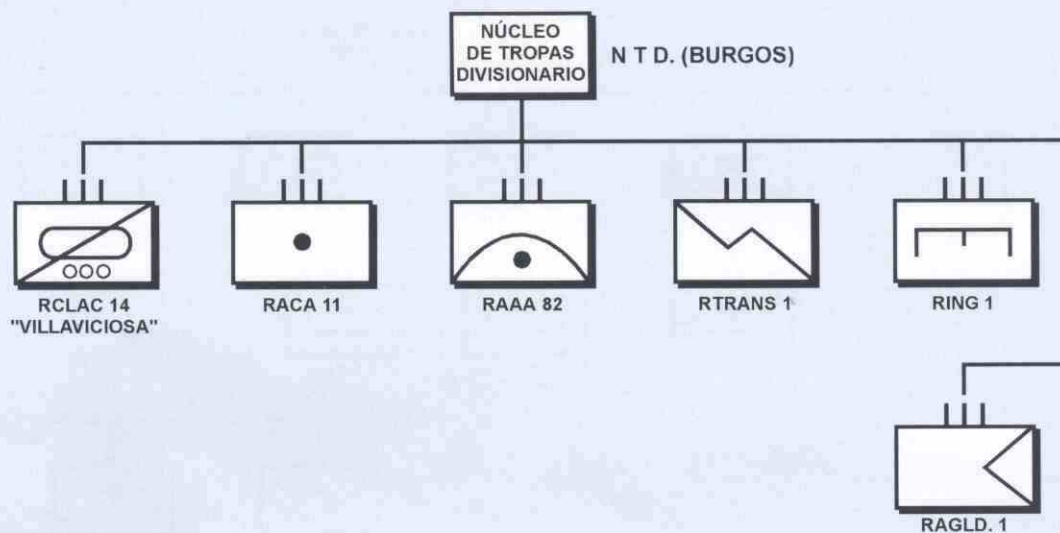 NÚCLEO
DE TROPAS
DIVISIONARIO
N T D. (BURGOS)
RCLAC 14
"VILLAVICIOSA"
RACA 11
RAAA 82
RTRANS 1
RING 1
RAGLD. 1